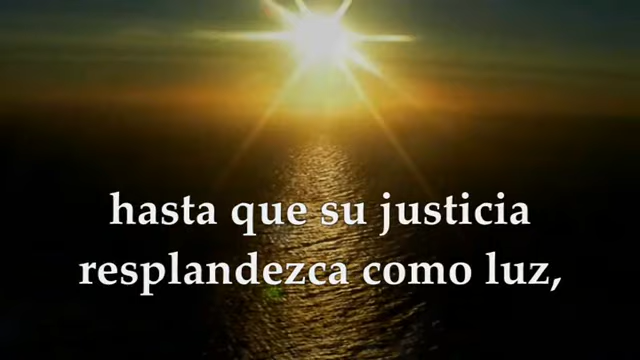 hasta que su justicia
resplandezca como luz,